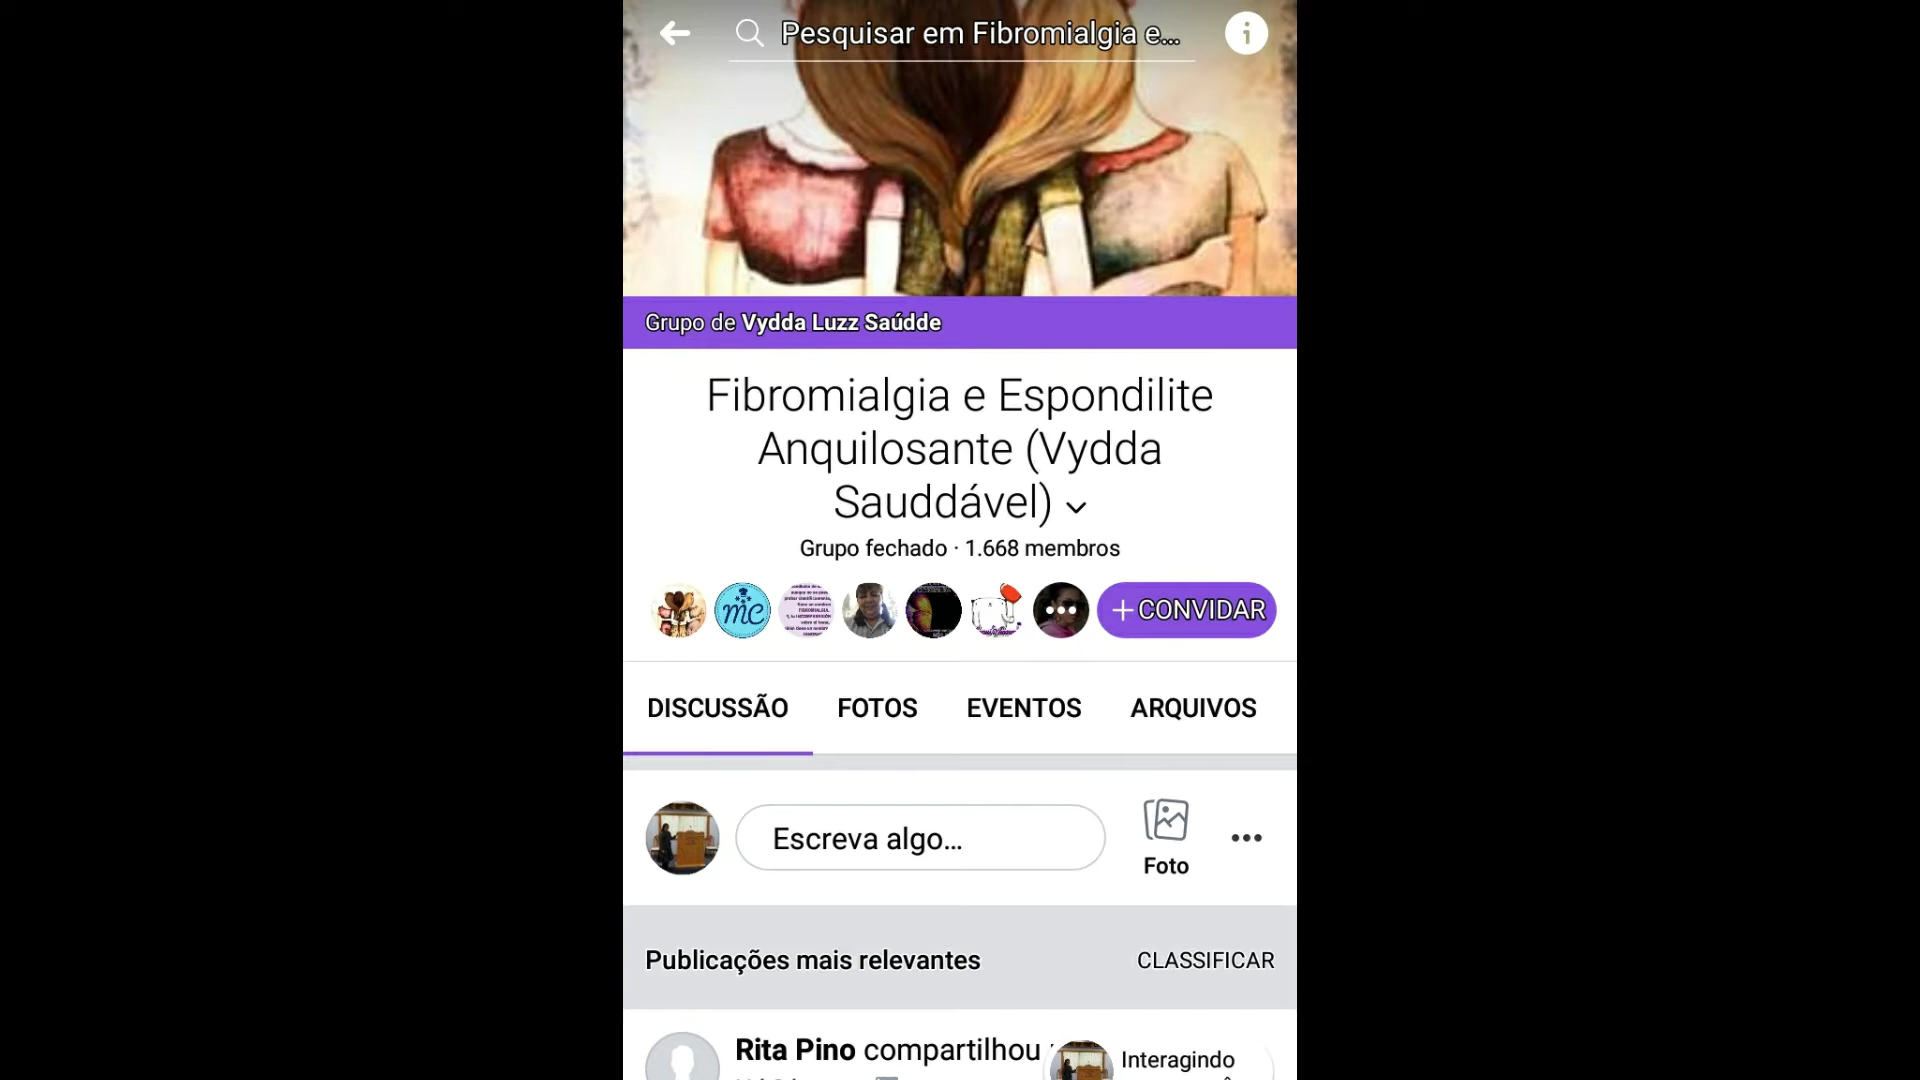 Pesquisar em Fibromialgia e...
Grupo de Vydda Luzz Saúdde
Fibromialgia e Espondilite
Anquilosante (Vydda
Sauddável)
Grupo fechado · 1.668 membros
mc
+ CONVIDAR
DISCUSSÃO FOTOS EVENTOS ARQUIVOS
Escreva algo...
Foto
Publicações mais relevantes CLASSIFICAR
Rita Pino compartilhou
Interagindo